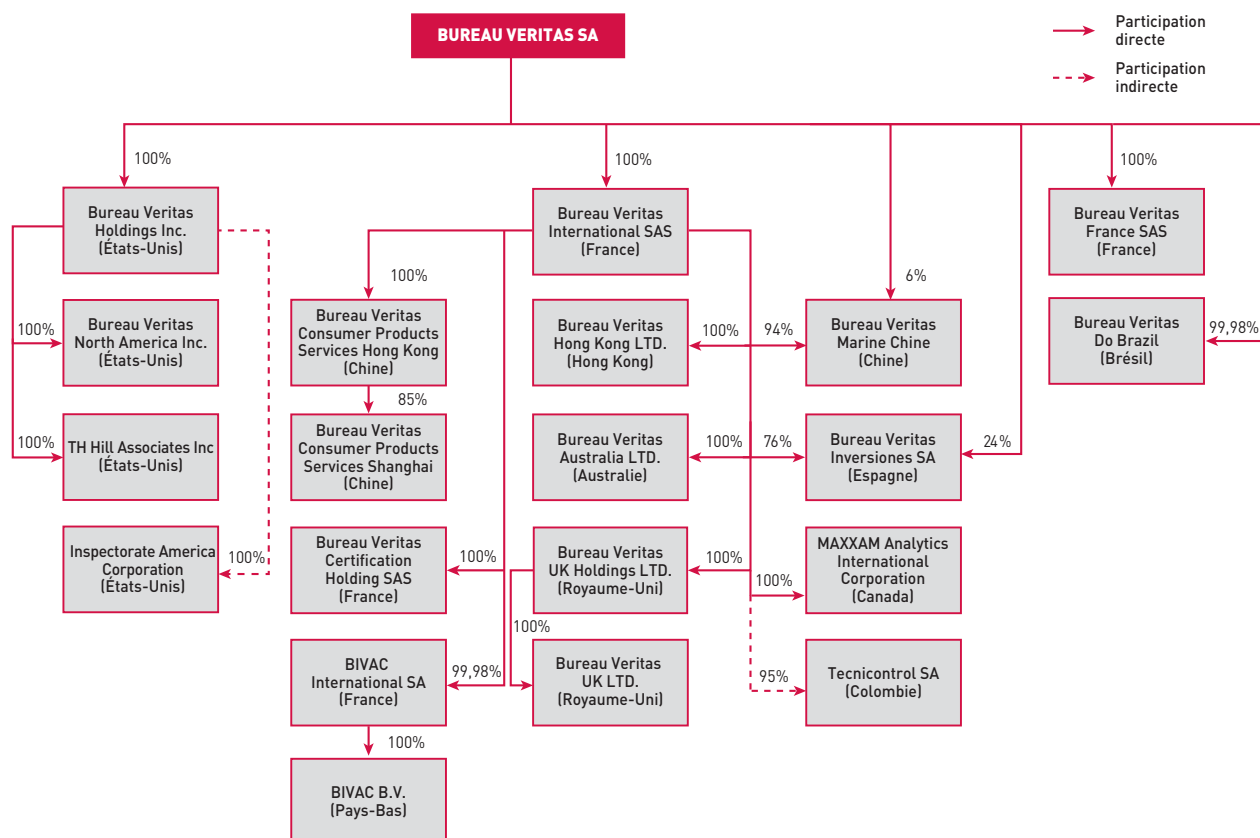 BUREAU VERITAS SA
Participation
directe
Participation
indirecte
100%
100%
100%
Bureau Veritas
Holdings Inc.
(États-Unis)
Bureau Veritas
International SAS
(France)
Bureau Veritas
France SAS
(France)
100%
6%
100%
Bureau Veritas
North America Inc.
(États-Unis)
Bureau Veritas
Consumer Products
Services Hong Kong
(Chine)
Bureau Veritas
Hong Kong LTD.
(Hong Kong)
100%
94%
Bureau Veritas
Marine Chine
(Chine)
Bureau Veritas
Do Brazil
(Brésil)
99,98%
85%
100%
TH Hill Associates Inc
(États-Unis)
Bureau Veritas
Consumer Products
Services Shanghai
(Chine)
Bureau Veritas
Australia LTD.
(Australie)
100%
76%
Bureau Veritas
Inversiones SA
(Espagne)
24%
Inspectorate America
Corporation
(États-Unis)
100%
Bureau Veritas
Certification
Holding SAS
(France)
100%
Bureau Veritas
UK Holdings LTD.
(Royaume-Uni)
100%
100%
MAXXAM Analytics
International
Corporation
(Canada)
100%
BIVAC
International SA
(France)
99,98%
Bureau Veritas
UK LTD.
(Royaume-Uni)
95%
Tecnicontrol SA
(Colombie)
100%
BIVAC B.V.
(Pays-Bas)